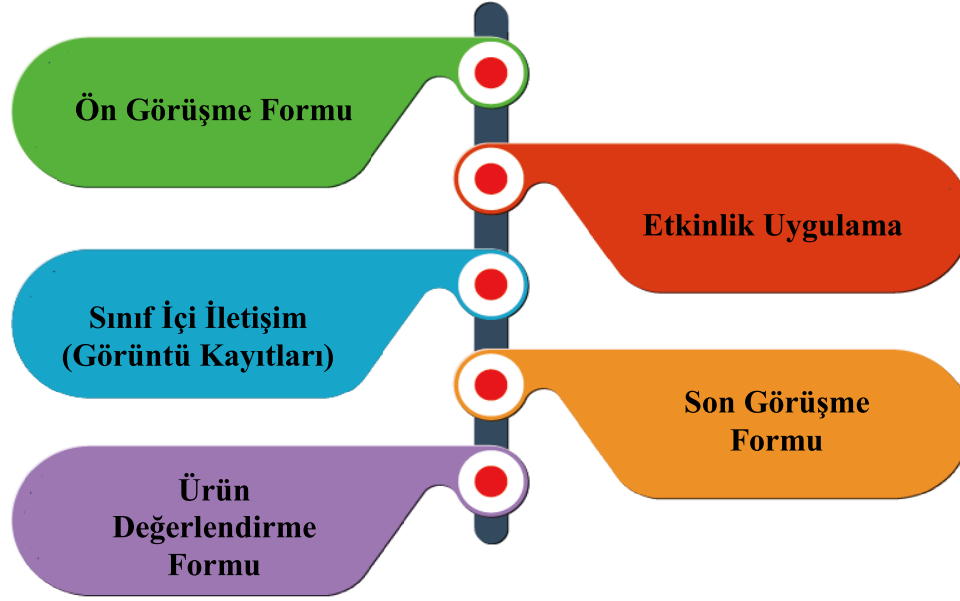 Ön Görüşme Formu
Etkinlik Uygulama
Sınıf İçi İletişim
(Görüntü Kayıtları)
Son Görüşme
Formu
Ürün
Değerlendirme
Formu